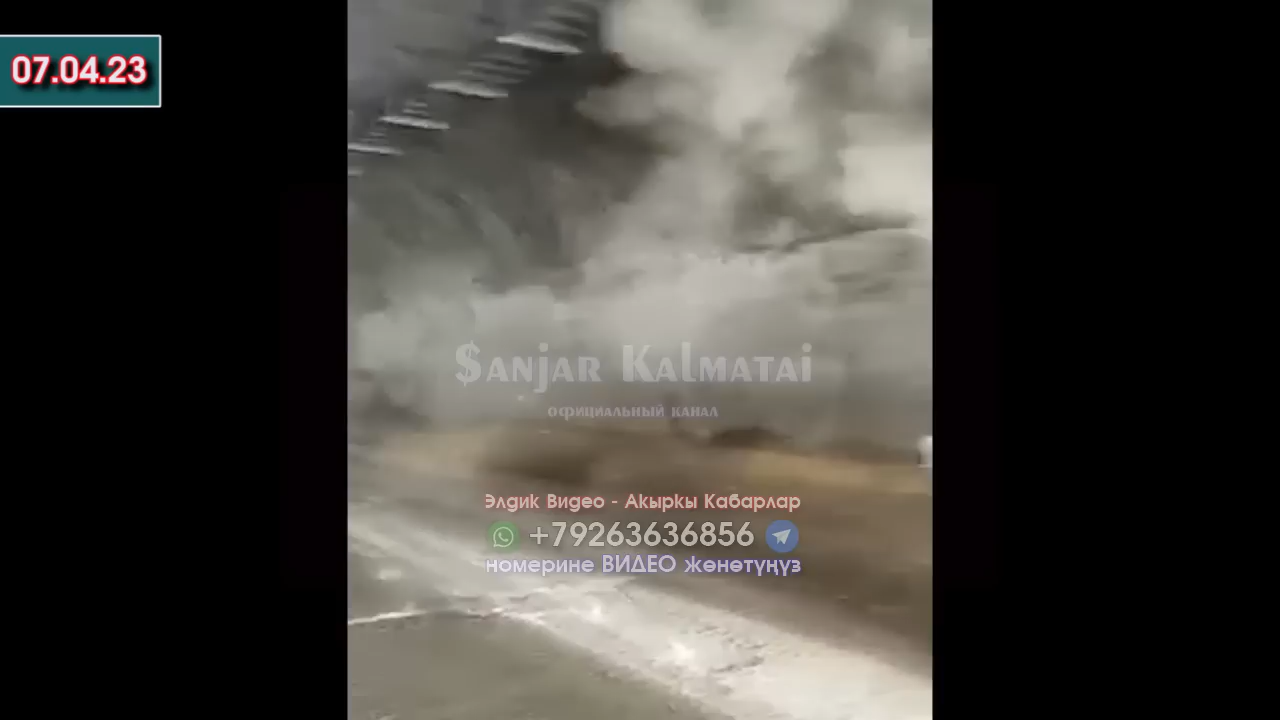 07.04.23
$anjar Kalmatai
официальный канал
Элдик Видео - Акыркы Кабарлар
+79263636856
номерине ВИДЕО жөнөтүңүз